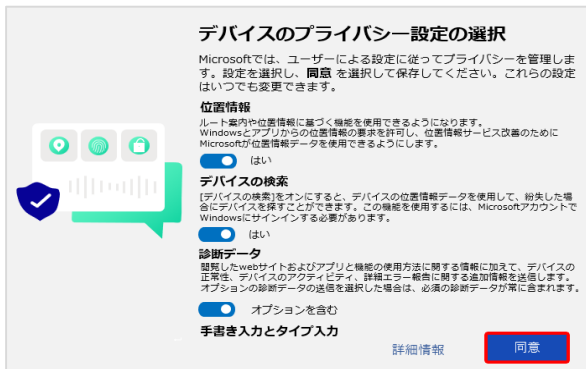 デバイスのプライバシー設定の選択
Microsoftでは、ユーザーによる設定に従ってプライバシーを管理しま
す。設定を選択し、同意 を選択して保存してください。これらの設定
はいつでも変更できます。
位置情報
ルート案内や位置情報に基づく機能を使用できるようになります。
Windowsとアプリからの位置情報の要求を許可し、位置情報サービス改善のために
Microsoftが位置情報データを使用できるようにします。
はい
デバイスの検索
[デバイスの検索]をオンにすると、デバイスの位置情報データを使用して、紛失した場
合にデバイスを探すことができます。この機能を使用するには、Microsoftアカウントで
Windowsにサインインする必要があります。
はい
診断データ
閲覧したwebサイトおよびアプリと機能の使用方法に関する情報に加えて、デバイスの
正常性、デバイスのアクティビティ、詳細エラー報告に関する追加情報を送信します。
オプションの診断データの送信を選択した場合は、必須の診断データが常に含まれます。
オプションを含む
手書き入力とタイプ入力
詳細情報
同意